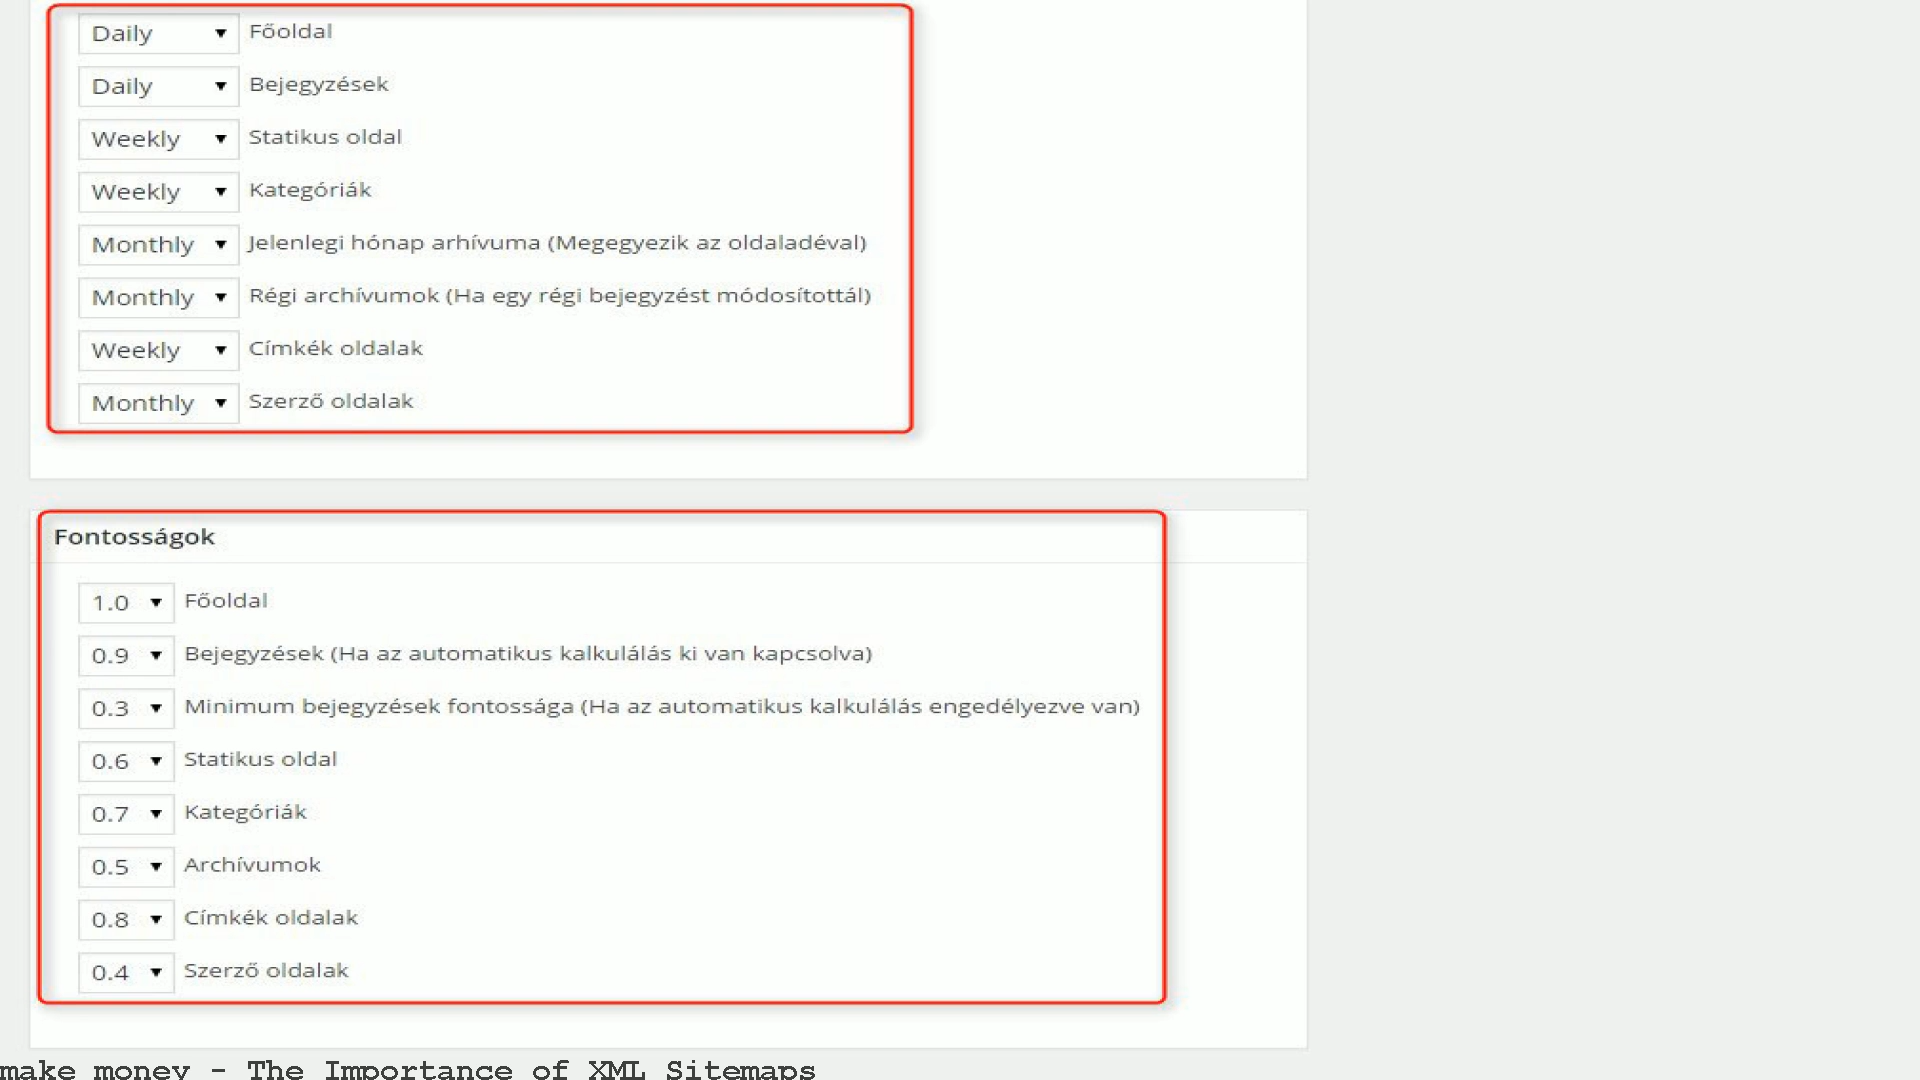 Daily Főoldal
Daily Bejegyzések
Weekly Statikus oldal
Weekly Kategóriák
Monthly Jelenlegi hónap arhívuma (Megegyezik az oldaladéval)
Monthly Régi archívumok (Ha egy régi bejegyzést módosítottál)
Weekly Címkék oldalak
Monthly Szerző oldalak
Fontosságok
1.0 Főoldal
0.9 Bejegyzések (Ha az automatikus kalkulálás ki van kapcsolva)
0.3 Minimum bejegyzések fontossága (Ha az automatikus kalkulálás engedélyezve van)
0.6 Statikus oldal
0.7 Kategóriák
0.5 Archívumok
0.8 Címkék oldalak
0.4 Szerző oldalak
make money - The Importance of XML Sitemaps